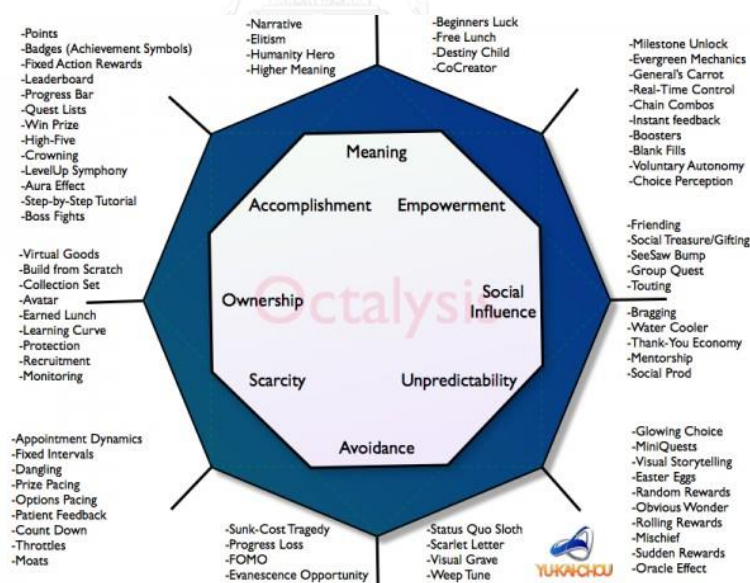 -Narrative
-Elitism
-Humanity Hero
-Higher Meaning
-Beginners Luck
-Free Lunch
-Destiny Child
-CoCreator
-Points
-Badges (Achievement Symbols)
-Fixed Action Rewards
-Leaderboard
-Progress Bar
-Quest Lists
-Win Prize
-High-Five
-Crowning
-LevelUp Symphony
-Aura Effect
-Step-by-Step Tutorial
-Boss Fights
-Milestone Unlock
-Evergreen Mechanics
-General's Carrot
-Real-Time Control
-Chain Combos
-Instant feedback
-Boosters
-Blank Fills
-Voluntary Autonomy
-Choice Perception
Meaning
Accomplishment
Empowerment
Ownership
Octalysis
Social
Influence
Scarcity
Unpredictability
Avoidance
-Virtual Goods
-Build from Scratch
-Collection Set
-Avatar
-Earned Lunch
-Learning Curve
-Protection
-Recruitment
-Monitoring
-Friending
-Social Treasure/Gifting
-SeeSaw Bump
-Group Quest
-Touting
-Bragging
-Water Cooler
-Thank-You Economy
-Mentorship
-Social Prod
-Appointment Dynamics
-Fixed Intervals
-Dangling
-Prize Pacing
-Options Pacing
-Patient Feedback
-Count Down
-Throttles
-Moats
-Sunk-Cost Tragedy
-Progress Loss
-FOMO
-Evanescence Opportunity
-Status Quo Sloth
-Scarlet Letter
-Visual Grave
-Weep Tune
YU-KAI CHOU
-Glowing Choice
-MiniQuests
-Visual Storytelling
-Easter Eggs
-Random Rewards
-Obvious Wonder
-Rolling Rewards
-Mischief
-Sudden Rewards
-Oracle Effect